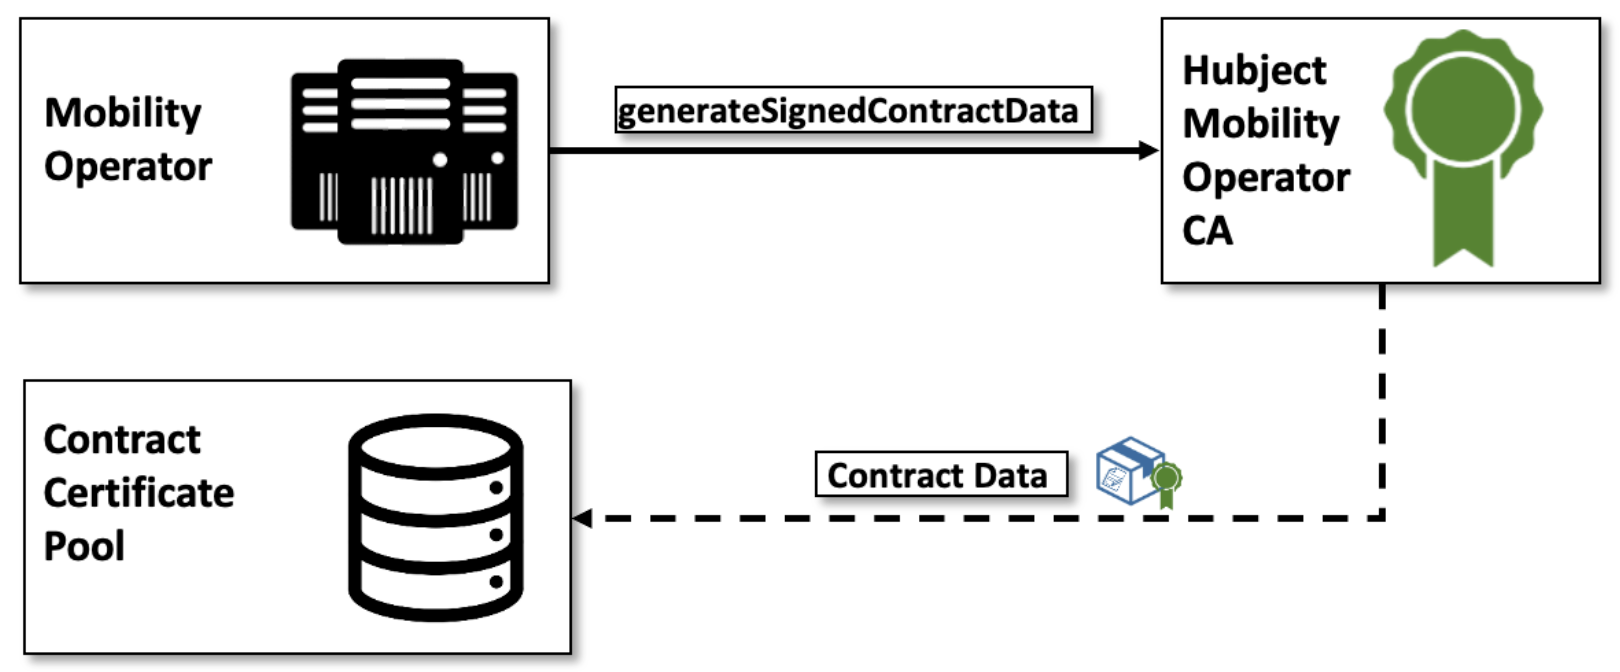 Mobility
Operator
generateSignedContractData
Hubject
Mobility
Operator
CA
Contract
Certificate
Pool
Contract Data